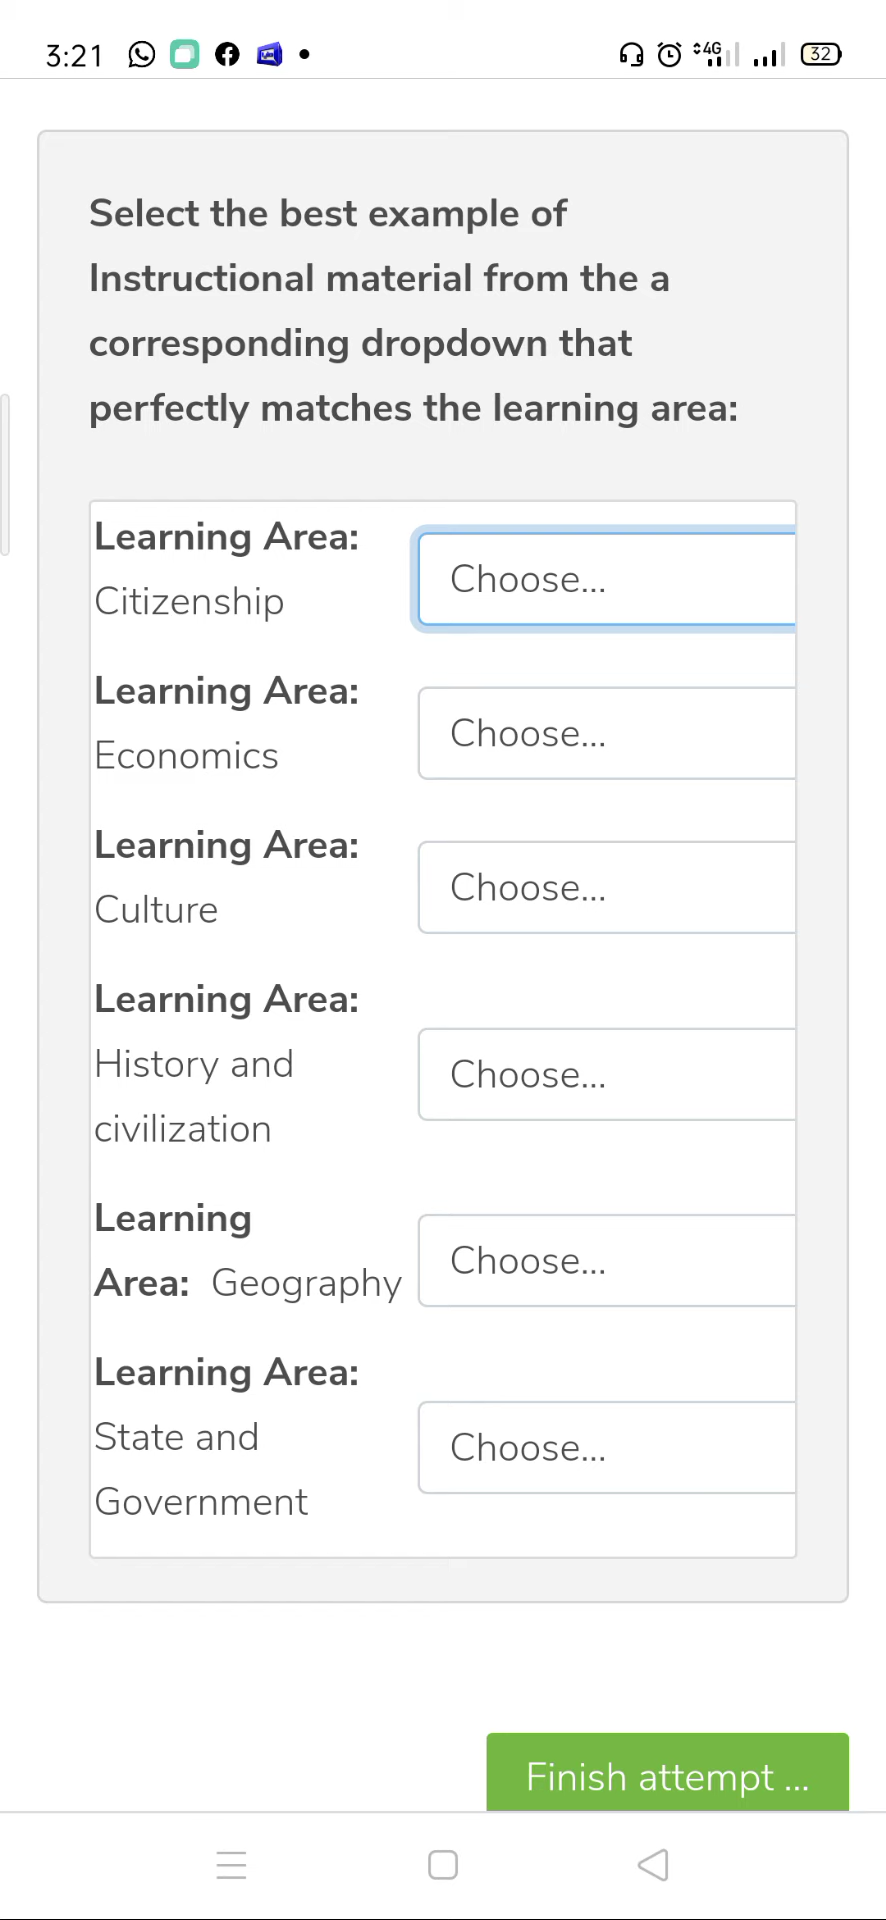 3:21
4G
32
Select the best example of
Instructional material from the a
corresponding dropdown that
perfectly matches the learning area:
Learning Area:
Citizenship
Choose...
Learning Area:
Economics
Choose...
Learning Area:
Culture
Choose...
Learning Area:
History and
civilization
Choose...
Learning
Area: Geography
Choose...
Learning Area:
State and
Government
Choose...
Finish attempt ...